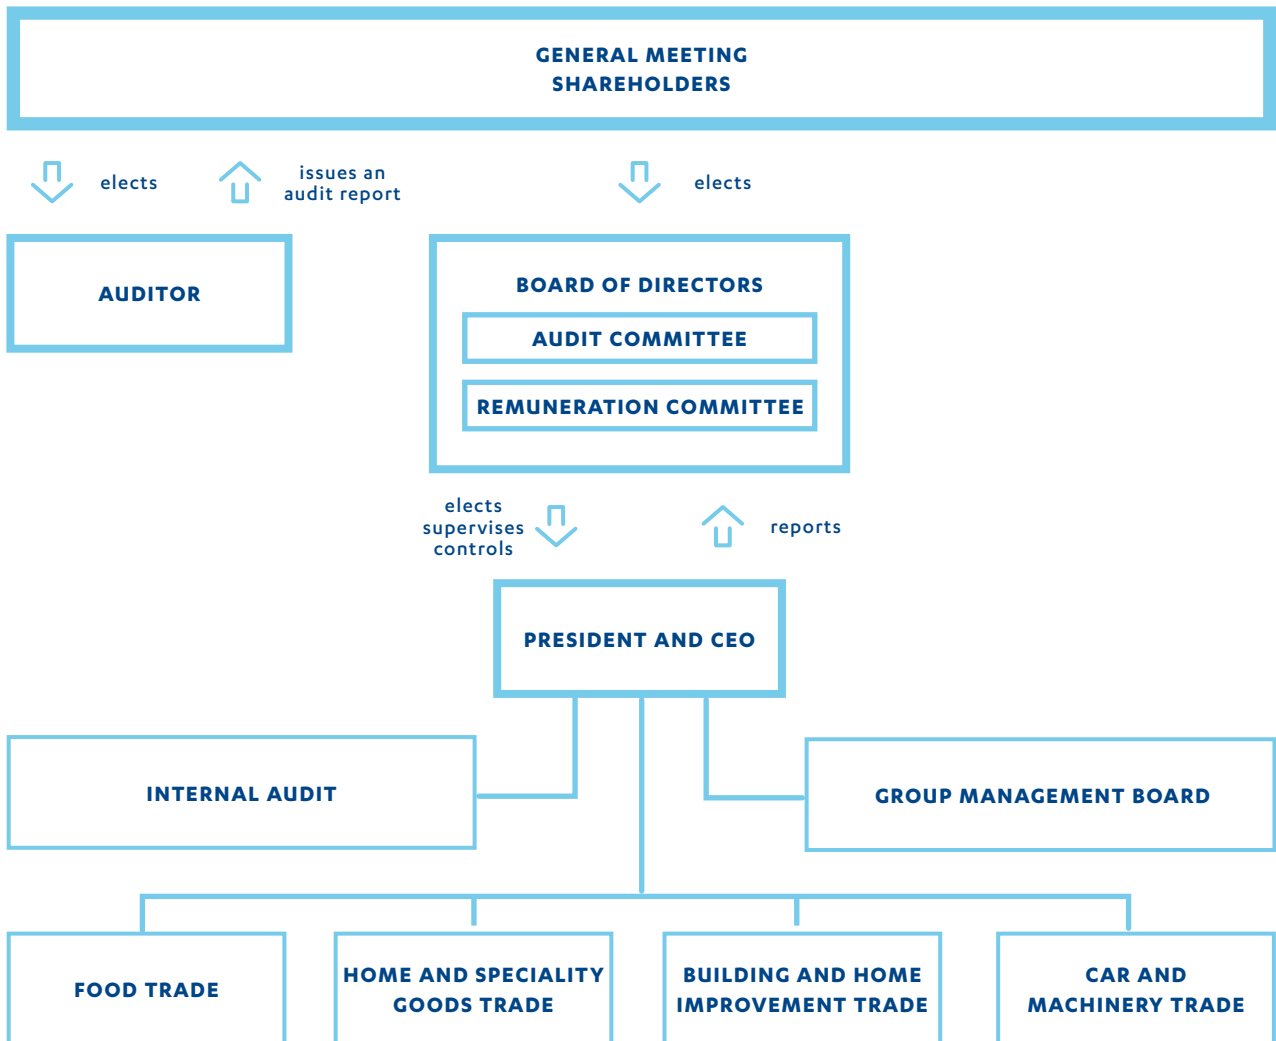 GENERAL MEETING
SHAREHOLDERS
elects
issues an
audit report
elects
AUDITOR
BOARD OF DIRECTORS
AUDIT COMMITTEE
REMUNERATION COMMITTEE
elects
supervises
controls
reports
PRESIDENT AND CEO
INTERNAL AUDIT
GROUP MANAGEMENT BOARD
FOOD TRADE
HOME AND SPECIALITY
GOODS TRADE
BUILDING AND HOME
IMPROVEMENT TRADE
CAR AND
MACHINERY TRADE